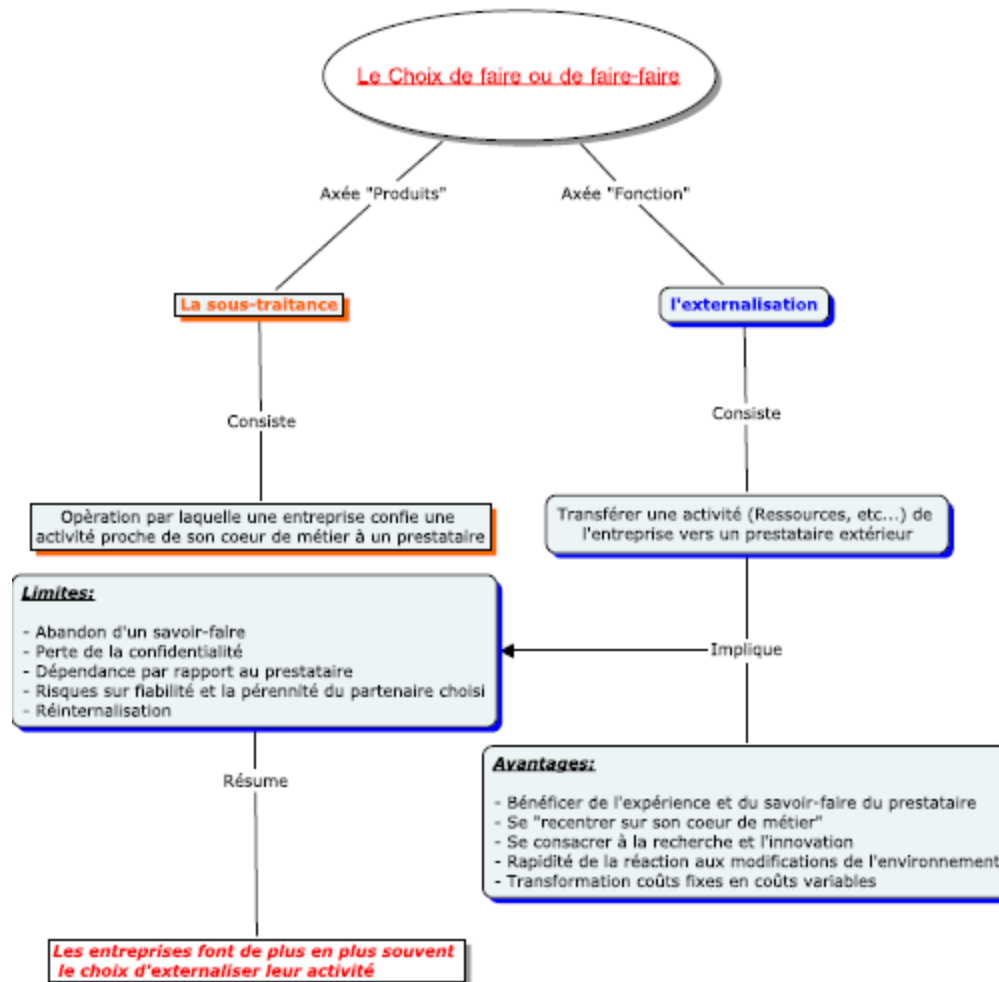 Le Choix de faire ou de faire-faire
Axée "Produits"
Axée "Fonction"
La sous-traitance
l'externalisation
Consiste
Consiste
Opèration par laquelle une entreprise confie une
activité proche de son coeur de métier à un prestataire
Transférer une activité (Ressources, etc...) de
l'entreprise vers un prestataire extérieur
Limites:
- Abandon d'un savoir-faire
- Perte de la confidentialité
- Dépendance par rapport au prestataire
- Risques sur fiabilité et la pérennité du partenaire choisi
- Réinternalisation
Implique
Résume
Avantages:
- Bénéficer de l'expérience et du savoir-faire du prestataire
- Se "recentrer sur son coeur de métier"
- Se consacrer à la recherche et l'innovation
- Rapidité de la réaction aux modifications de l'environnement
- Transformation coûts fixes en coûts variables
Les entreprises font de plus en plus souvent
le choix d'externaliser leur activité